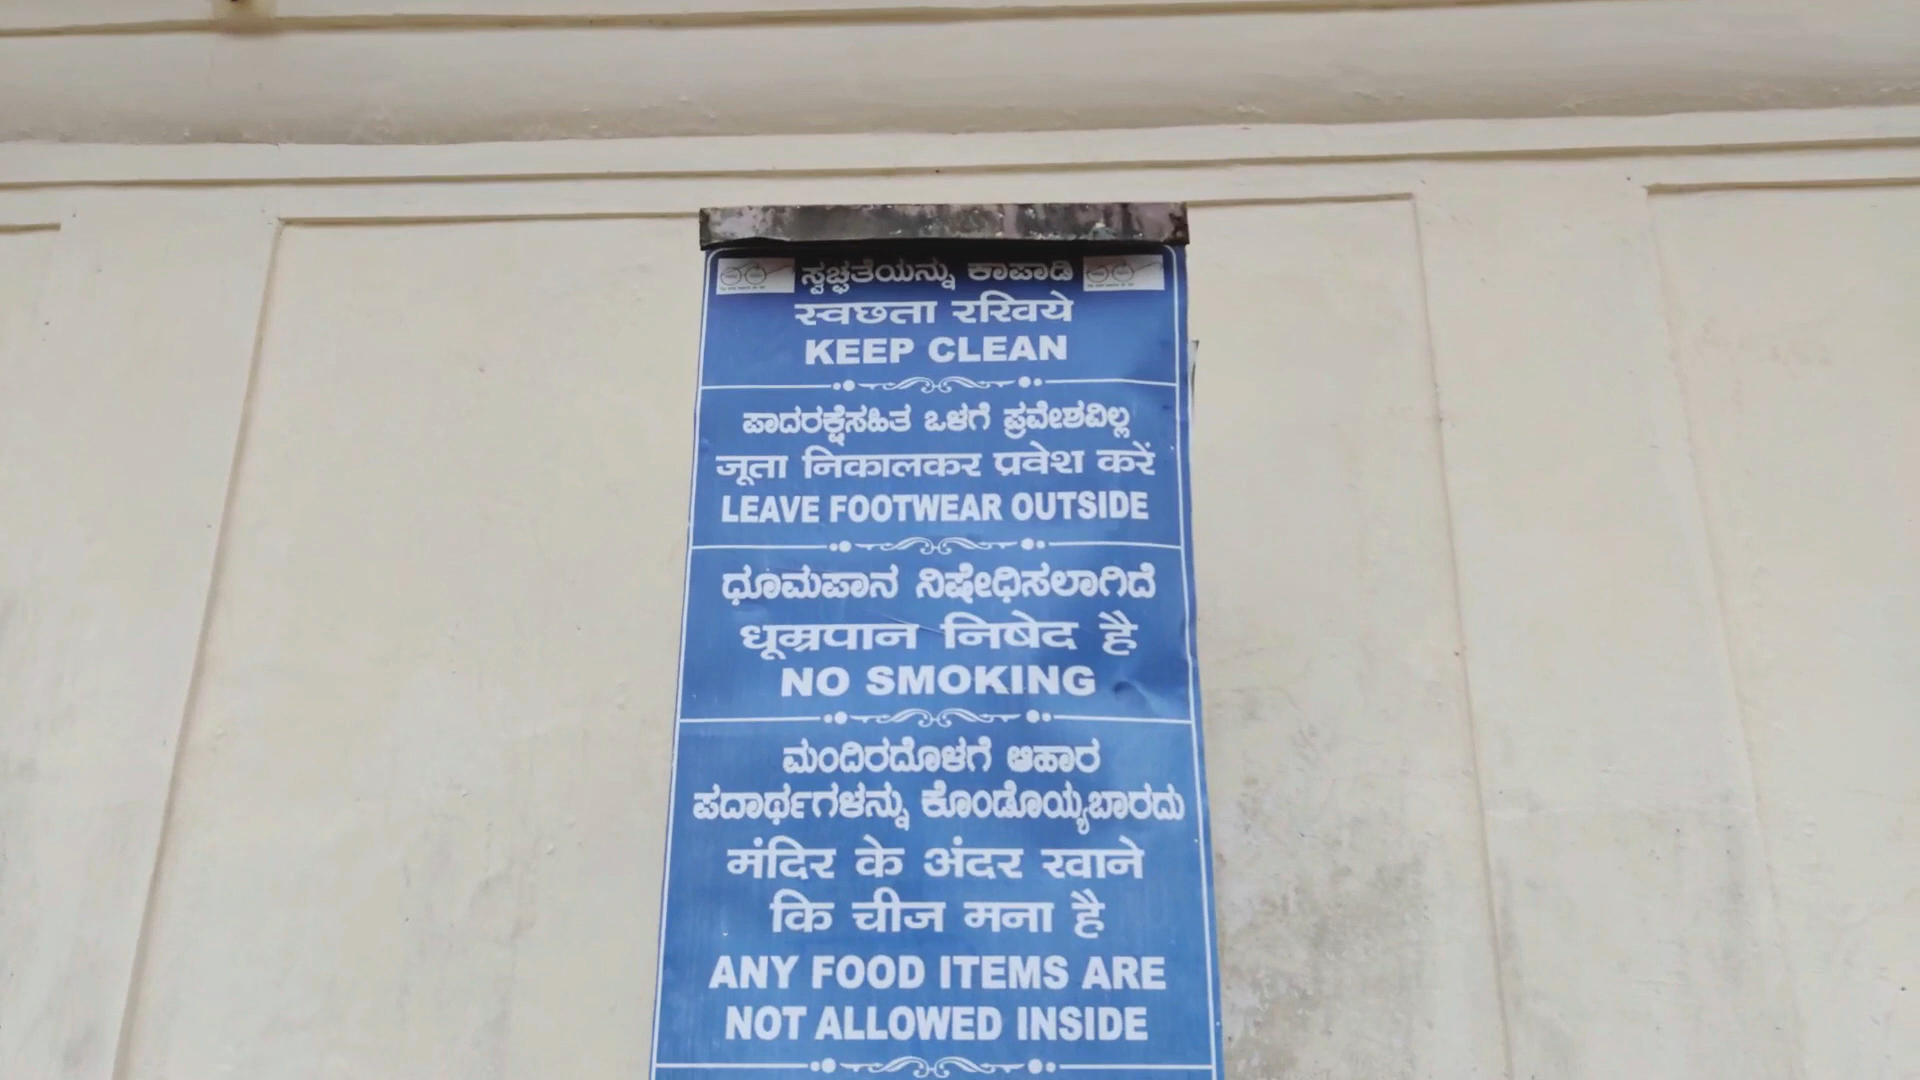 ಸ್ವಚ್ಛತೆಯನ್ನು ಕಾಪಾಡಿ
स्वछता रखिये
KEEP CLEAN
ಪಾದರಕ್ಷೆಸಹಿತ ಒಳಗೆ ಪ್ರವೇಶವಿಲ್ಲ
जूता निकालकर प्रवेश करें
LEAVE FOOTWEAR OUTSIDE
ಧೂಮಪಾನ ನಿಷೇಧಿಸಲಾಗಿದೆ
धूम्रपान निषेद है
NO SMOKING
ಮಂದಿರದೊಳಗೆ ಆಹಾರ
ಪದಾರ್ಥಗಳನ್ನು ಕೊಂಡೊಯ್ಯಬಾರದು
मंदिर के अंदर खाने
कि चीज मना है
ANY FOOD ITEMS ARE
NOT ALLOWED INSIDE